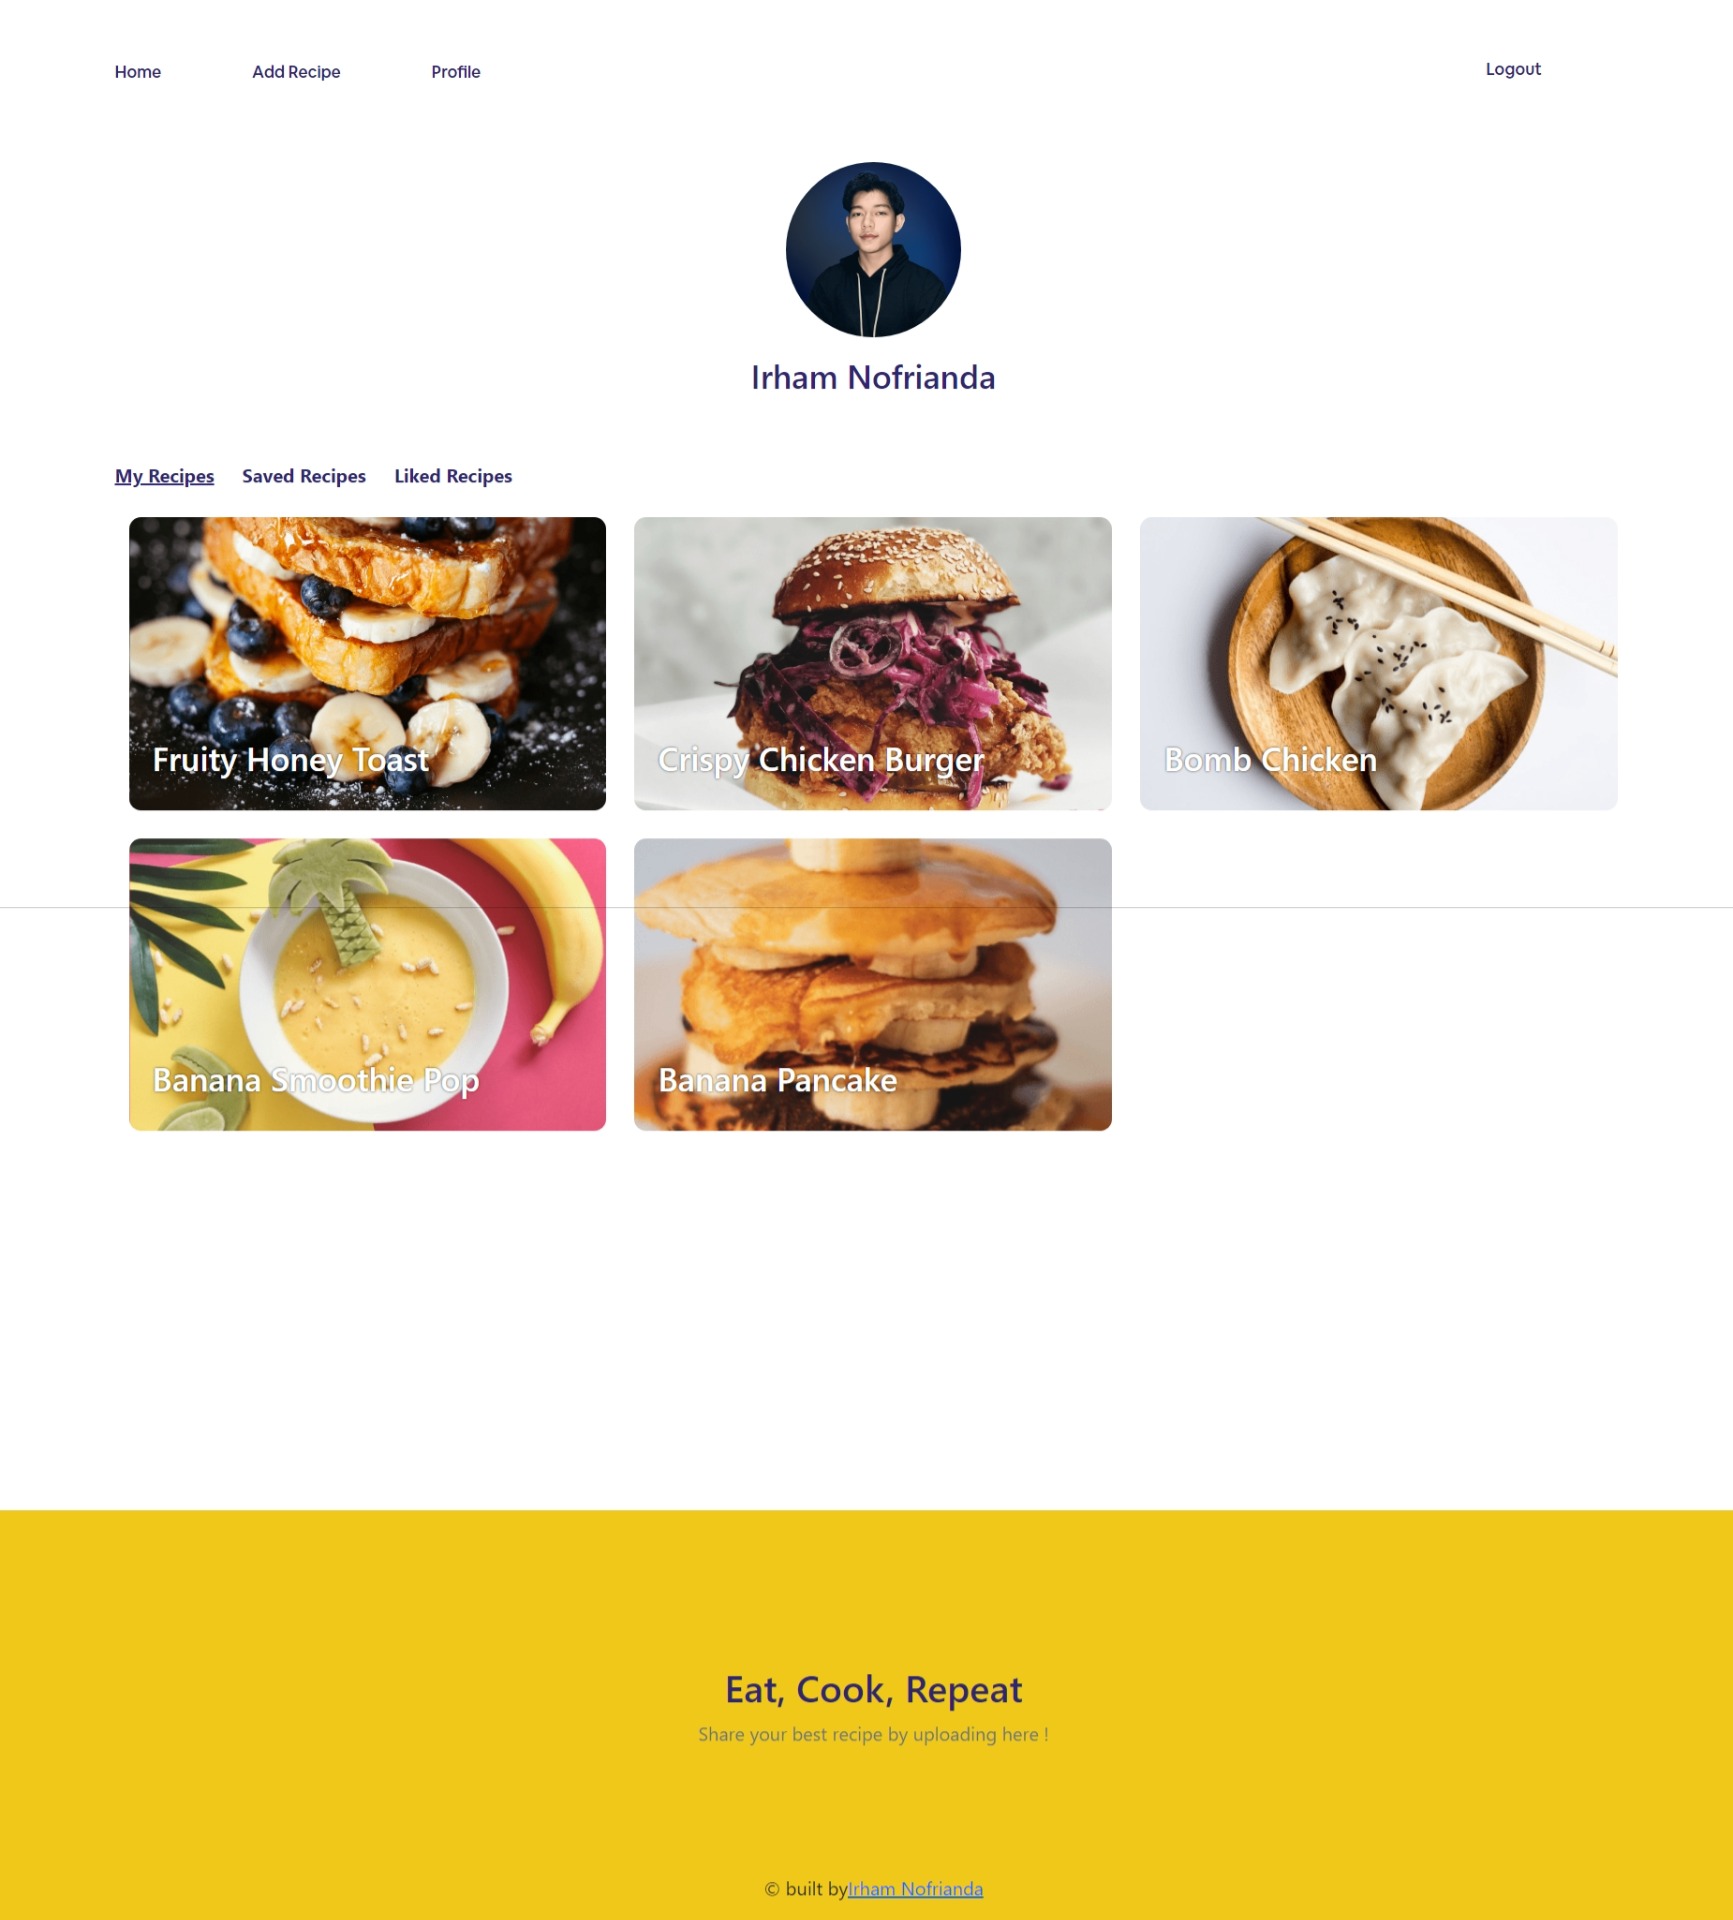 Home Add Recipe Profile Logout
Irham Nofrianda
My Recipes Saved Recipes Liked Recipes
Fruity Honey Toast
Crispy Chicken Burger
Bomb Chicken
Banana Smoothie Pop
Banana Pancake
Eat, Cook, Repeat
Share your best recipe by uploading here !
© built byIrham Nofrianda